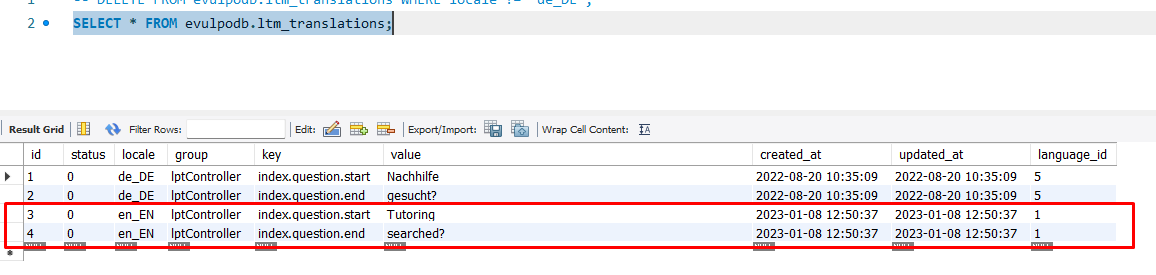 1 -- DELETE FROM evulpodb.ltm_translations WHERE locale != 'de_DE';
2 SELECT * FROM evulpodb.ltm_translations;
Result Grid Filter Rows: Edit: Export/Import: Wrap Cell Content:
id status locale group key value created_at updated_at language_id
1 0 de_DE lptController index.question.start Nachhilfe 2022-08-20 10:35:09 2022-08-20 10:35:09 5
2 0 de_DE lptController index.question.end gesucht? 2022-08-20 10:35:09 2022-08-20 10:35:09 5
3 0 en_EN lptController index.question.start Tutoring 2023-01-08 12:50:37 2023-01-08 12:50:37 1
4 0 en_EN lptController index.question.end searched? 2023-01-08 12:50:37 2023-01-08 12:50:37 1